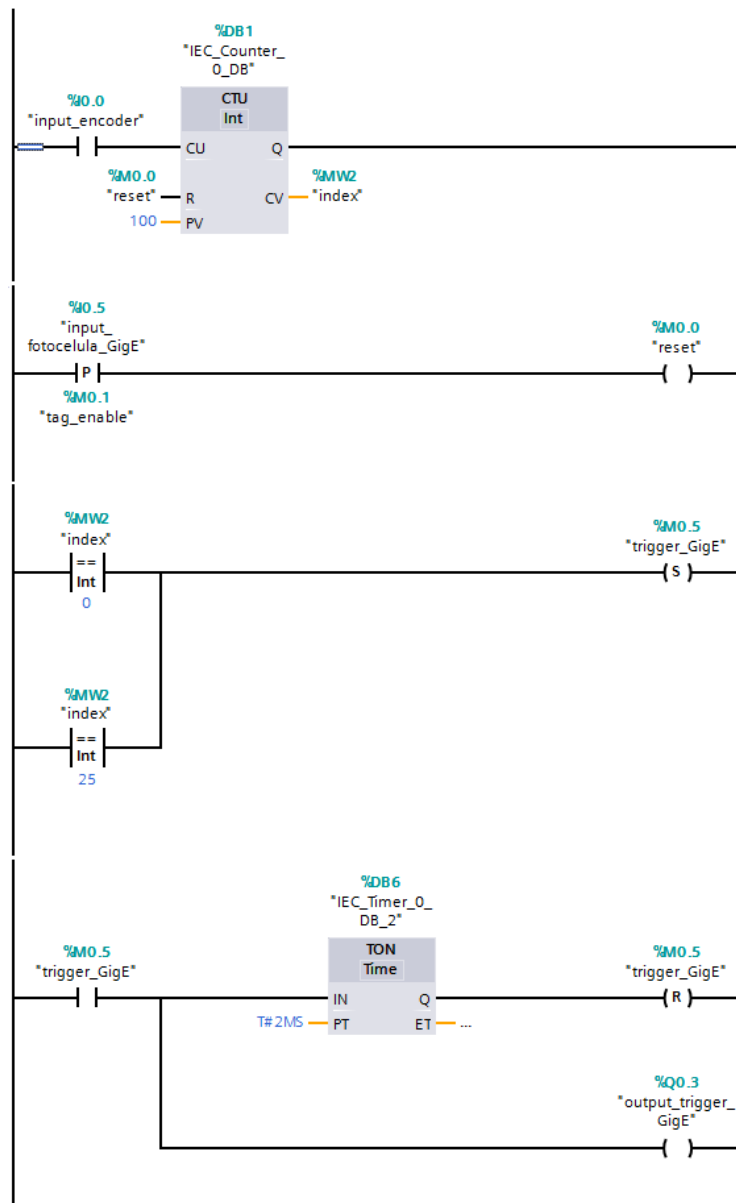 %DB1
"IEC_Counter_
0_DB"
%I0.0
"input_encoder"
CTU
Int
CU
Q
%M0.0
"reset"
R
CV
%MW2
"index"
100
PV
%I0.5
"input_
fotocelula_GigE"
P
%M0.1
"tag_enable"
%M0.0
"reset"
%MW2
"index"
==
Int
0
%M0.5
"trigger_GigE"
S
%MW2
"index"
==
Int
25
%DB6
"IEC_Timer_0_
DB_2"
%M0.5
"trigger_GigE"
TON
Time
IN
Q
T#2MS
PT
ET
...
%M0.5
"trigger_GigE"
R
%Q0.3
"output_trigger_
GigE"